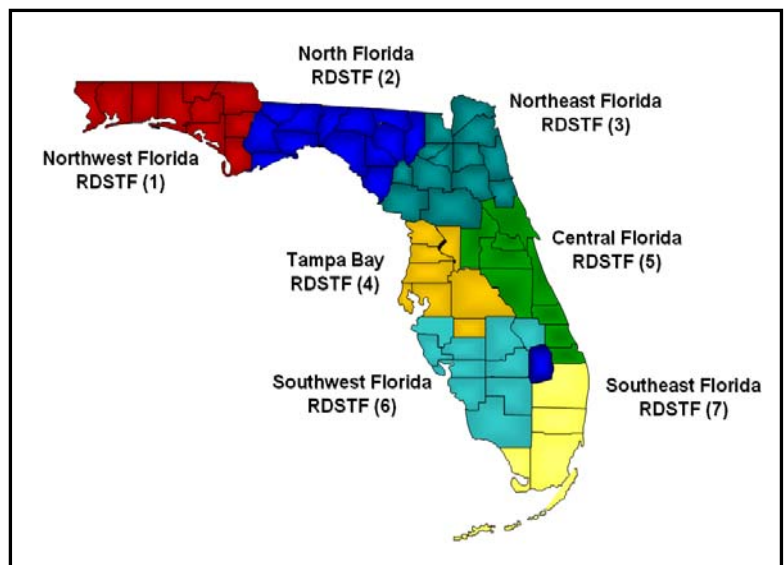 North Florida
RDSTF (2)
Northeast Florida
RDSTF (3)
Northwest Florida
RDSTF (1)
Central Florida
RDSTF (5)
Tampa Bay
RDSTF (4)
Southwest Florida
RDSTF (6)
Southeast Florida
RDSTF (7)